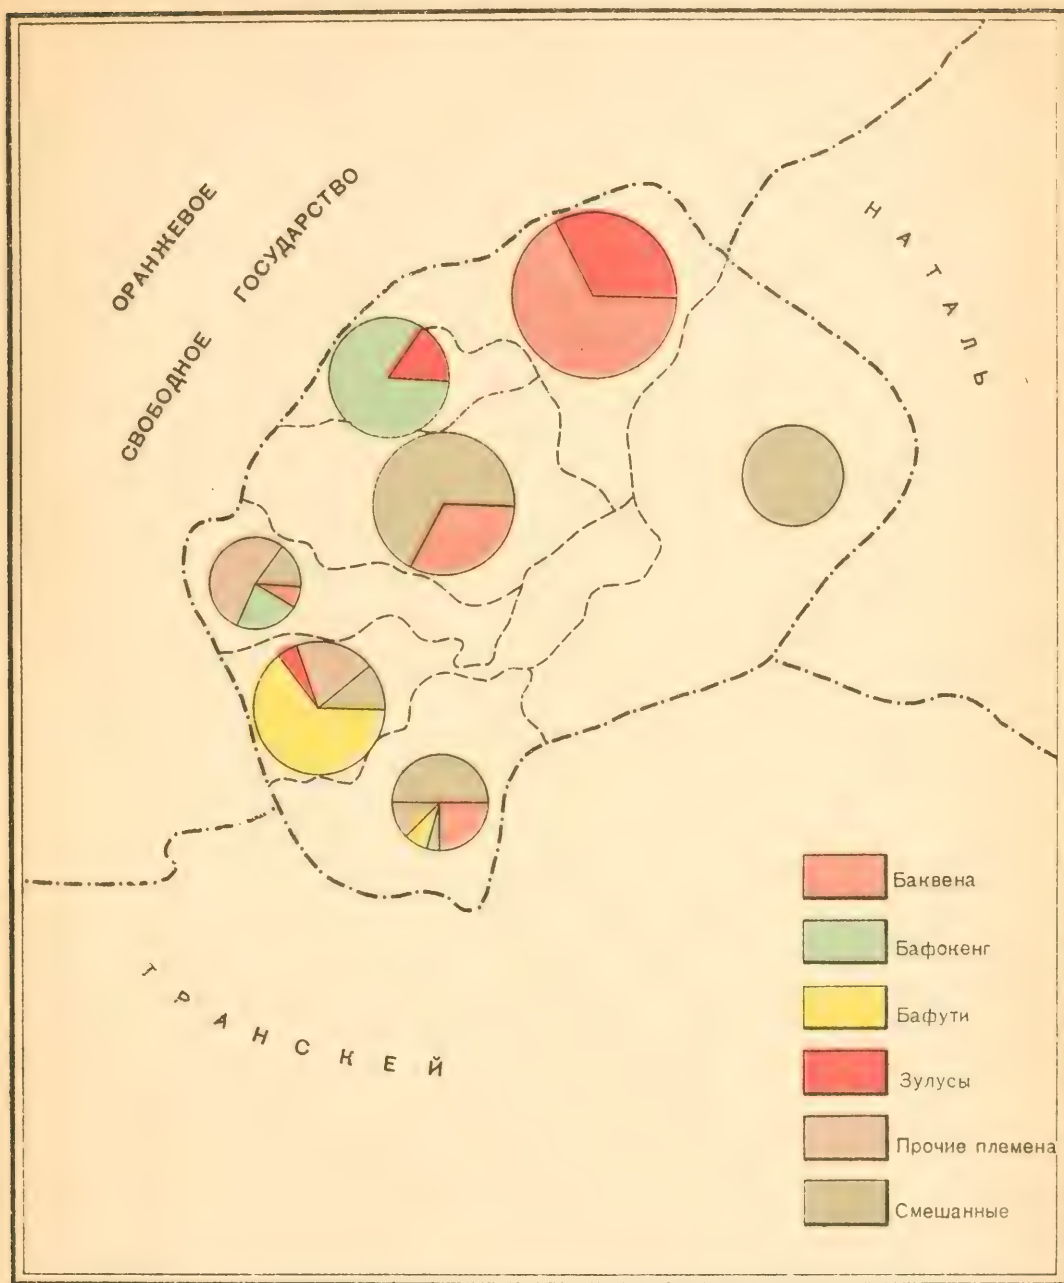 ОРАНЖЕВОЕ
СВОБОДНОЕ ГОСУДАРСТВО
НАТАЛЬ
ТРАНСКЕЙ
Баквена
Бафокенг
Бафути
Зулусы
Прочие племена
Смешанные